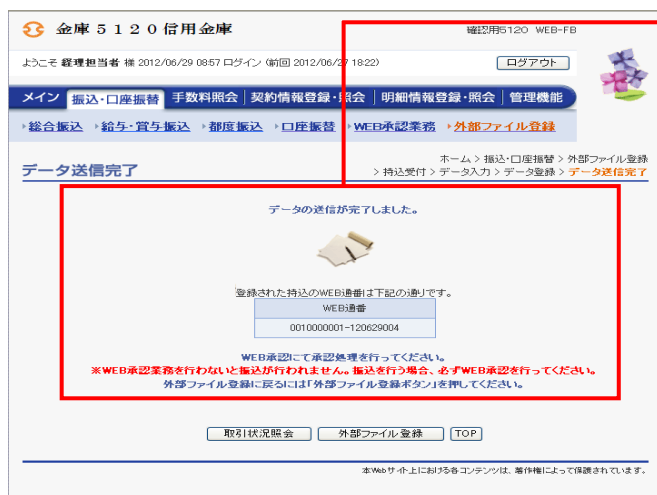 金庫５１２０信用金庫
確認用5120 WEB-FB
ようこそ 経理担当者 様 2012/06/29 08:57 ログイン (前回 2012/06/27 18:22)
ログアウト
メイン 振込・口座振替 手数料照会 契約情報登録・照会 明細情報登録・照会 管理機能
総合振込 給与・賞与振込 都度振込 口座振替 WEB承認業務 外部ファイル登録
データ送信完了
ホーム > 振込・口座振替 > 外部ファイル登録
> 持込受付 > データ入力 > データ登録 > データ送信完了
データの送信が完了しました。
登録された持込のWEB通番は下記の通りです。
WEB通番
0010000001-120629004
WEB承認にて承認処理を行ってください。
※WEB承認業務を行わないと振込が行われません。振込を行う場合、必ずWEB承認を行ってください。
外部ファイル登録に戻るには「外部ファイル登録ボタン」を押してください。
取引状況照会 外部ファイル登録 TOP
本Webサイト上における各コンテンツは、著作権によって保護されています。